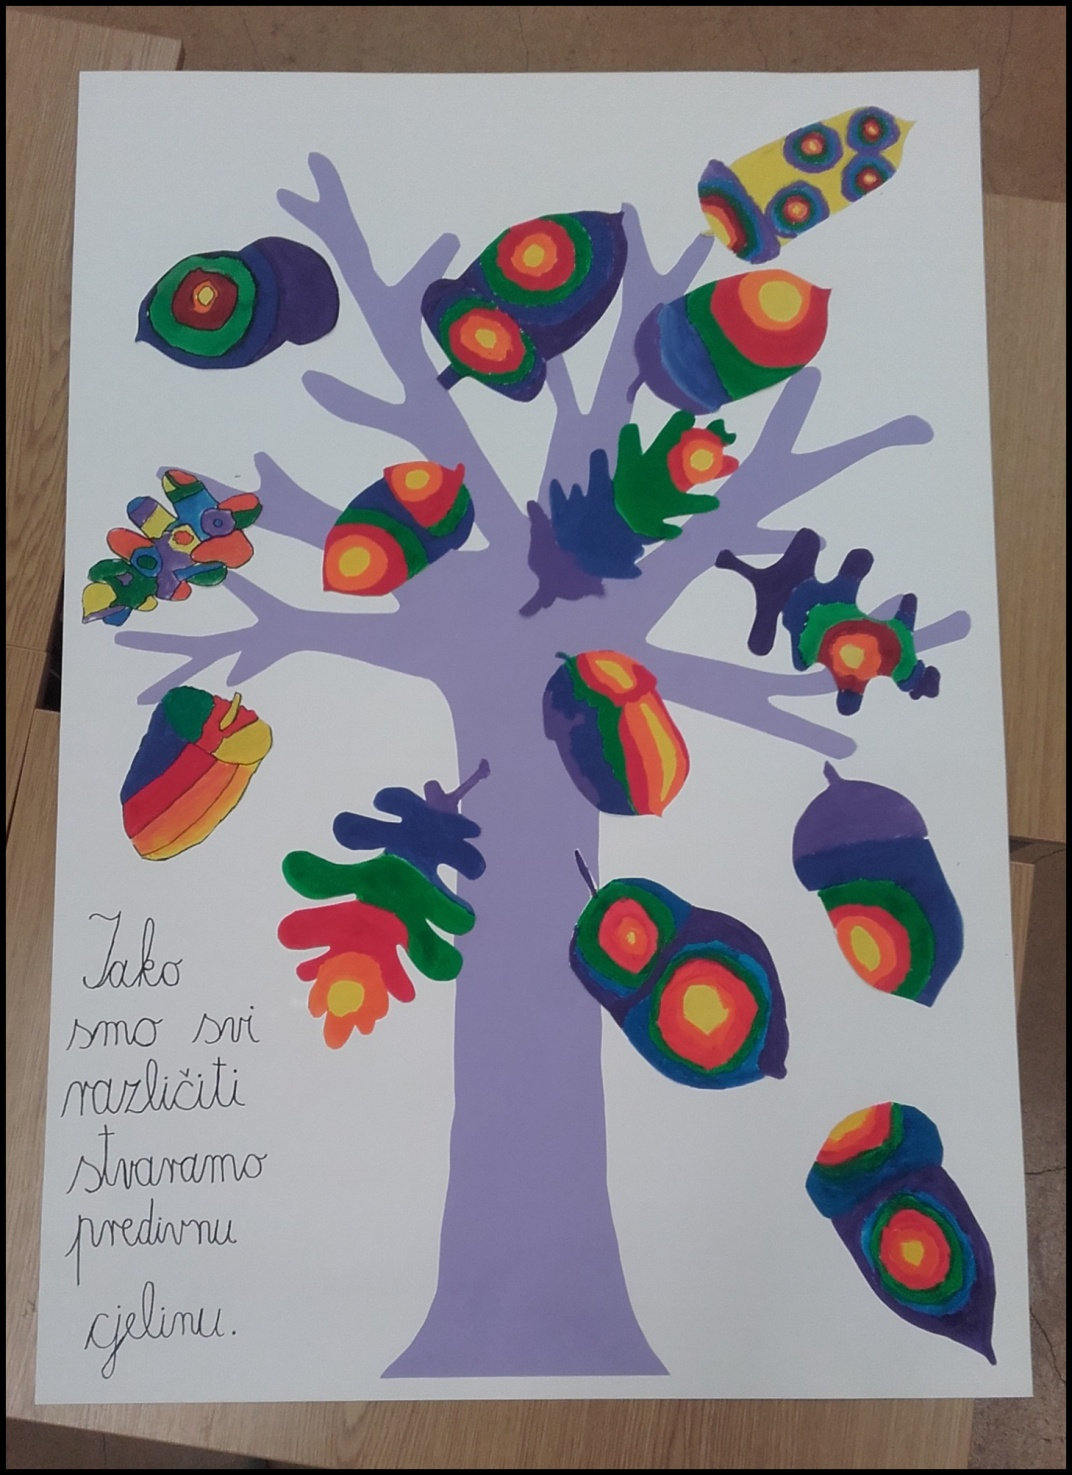 Iako
smo svi
različiti
stvaramo
predivnu
cjelinu.